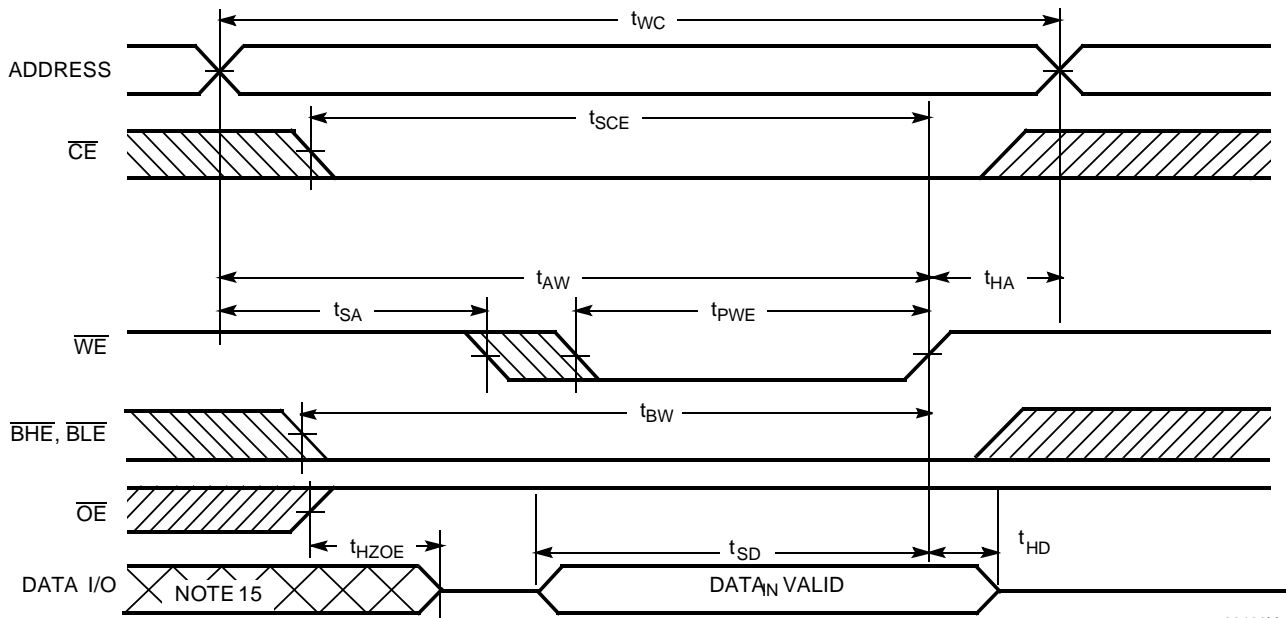 tWC
ADDRESS
tSCE
CE
tAW
tHA
tSA
tPWE
WE
tBW
BHE, BLE
OE
tHZOE
tSD
tHD
DATA I/O
NOTE 15
DATAIN VALID